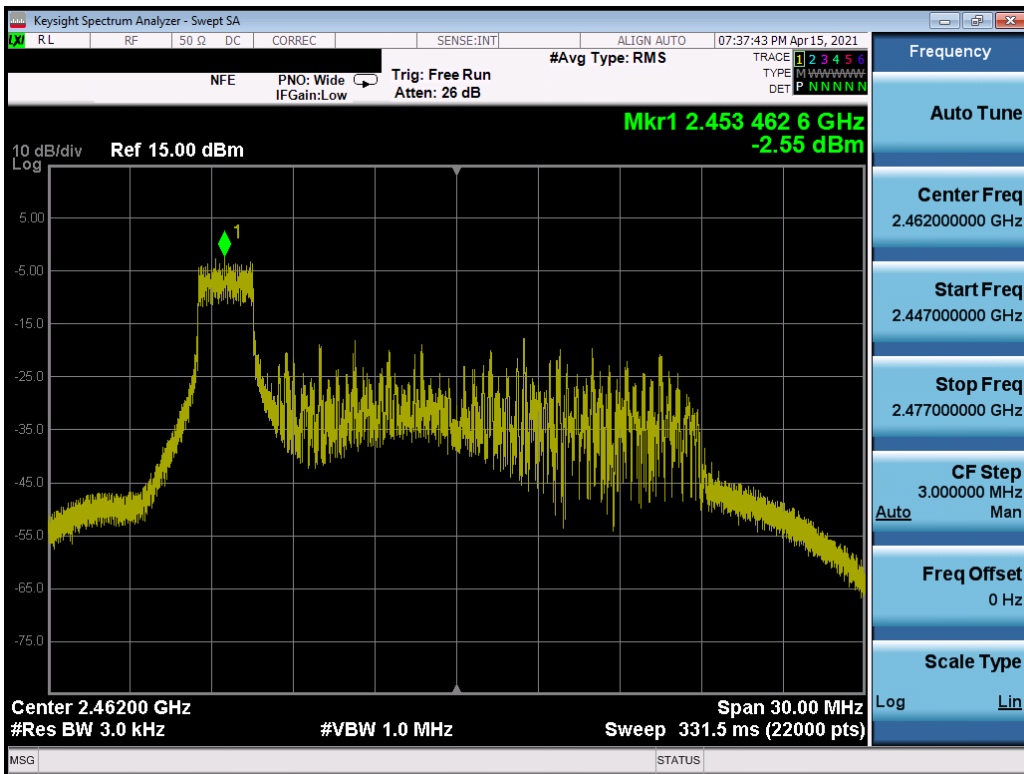 Keysight Spectrum Analyzer - Swept SA
LXI RL RF 50 Ω DC CORREC SENSE:INT ALIGN AUTO 07:37:43 PM Apr 15, 2021
NFE PNO: Wide Trig: Free Run #Avg Type: RMS TRACE 1 2 3 4 5 6
IFGain:Low Atten: 26 dB TYPE M W W W W W
DET P N N N N N
Mkr1 2.453 462 6 GHz
-2.55 dBm
10 dB/div Ref 15.00 dBm
Log
1
5.00
-5.00
-15.0
-25.0
-35.0
-45.0
-55.0
-65.0
-75.0
Center 2.46200 GHz Span 30.00 MHz
#Res BW 3.0 kHz #VBW 1.0 MHz Sweep 331.5 ms (22000 pts)
MSG STATUS
Frequency
Auto Tune
Center Freq
2.462000000 GHz
Start Freq
2.447000000 GHz
Stop Freq
2.477000000 GHz
CF Step
3.000000 MHz
Auto Man
Freq Offset
0 Hz
Scale Type
Log Lin